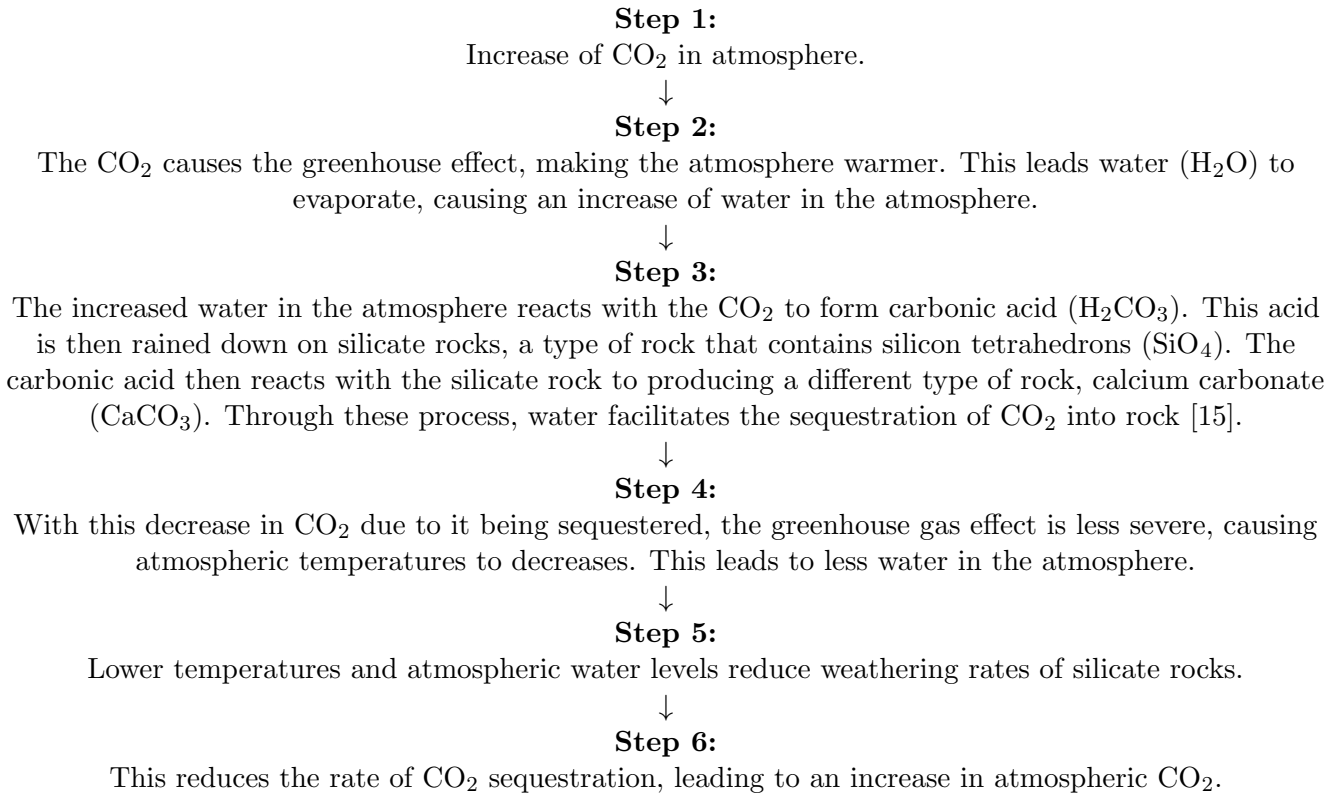 Step 1:
Increase of CO₂ in atmosphere.
↓
Step 2:
The CO₂ causes the greenhouse effect, making the atmosphere warmer. This leads water (H₂O) to
evaporate, causing an increase of water in the atmosphere.
↓
Step 3:
The increased water in the atmosphere reacts with the CO₂ to form carbonic acid (H₂CO₃). This acid
is then rained down on silicate rocks, a type of rock that contains silicon tetrahedrons (SiO₄). The
carbonic acid then reacts with the silicate rock to producing a different type of rock, calcium carbonate
(CaCO₃). Through these process, water facilitates the sequestration of CO₂ into rock [15].
↓
Step 4:
With this decrease in CO₂ due to it being sequestered, the greenhouse gas effect is less severe, causing
atmospheric temperatures to decreases. This leads to less water in the atmosphere.
↓
Step 5:
Lower temperatures and atmospheric water levels reduce weathering rates of silicate rocks.
↓
Step 6:
This reduces the rate of CO₂ sequestration, leading to an increase in atmospheric CO₂.